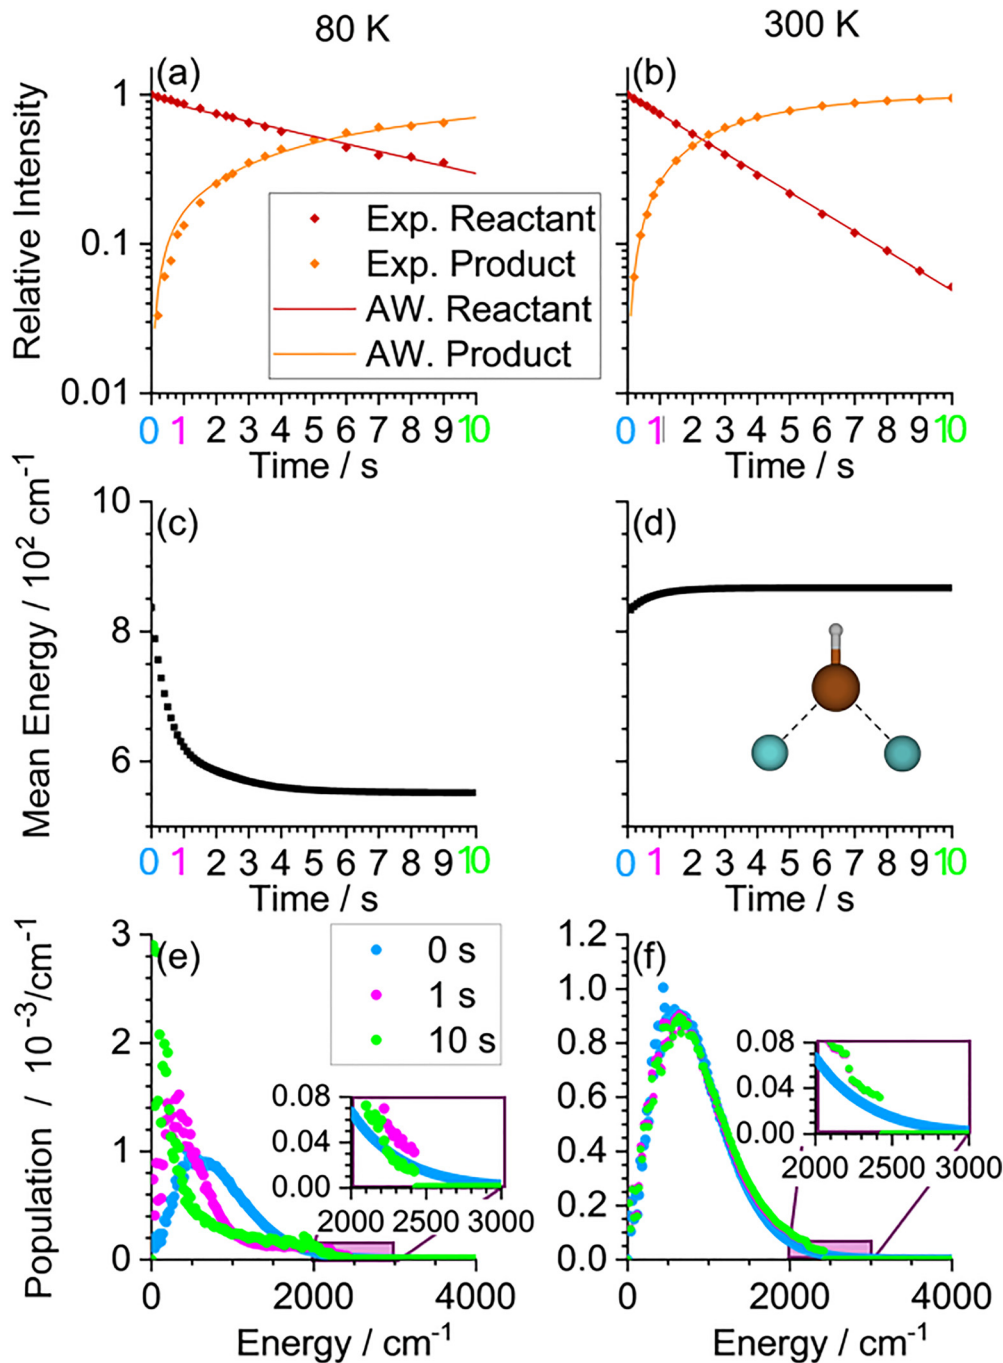 80 K
300 K
(a)
(b)
Relative Intensity
1
0.1
0.01
Exp. Reactant
Exp. Product
AW. Reactant
AW. Product
0 1 2 3 4 5 6 7 8 9 10
0 1 2 3 4 5 6 7 8 9 10
Time / s
Time / s
(c)
(d)
Mean Energy / 10² cm⁻¹
10
8
6
0 1 2 3 4 5 6 7 8 9 10
0 1 2 3 4 5 6 7 8 9 10
Time / s
Time / s
(e)
(f)
Population / 10⁻³/cm⁻¹
3
2
1
0
0 s
1 s
10 s
0.08
0.04
0.00
2000 2500 3000
0 2000 4000
Energy / cm⁻¹
1.2
1.0
0.8
0.6
0.4
0.2
0.0
0.08
0.04
0.00
2000 2500 3000
0 2000 4000
Energy / cm⁻¹